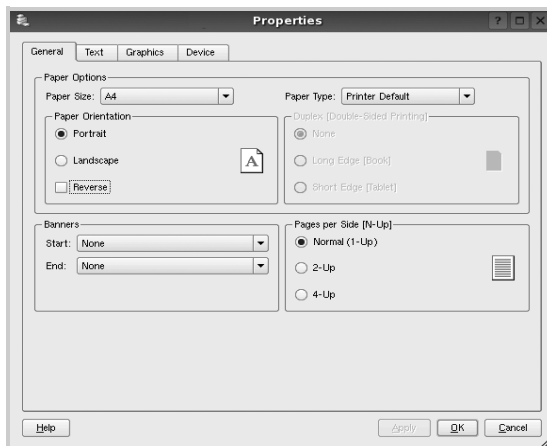 Properties
General Text Graphics Device
Paper Options
Paper Size: A4 Paper Type: Printer Default
Paper Orientation
Portrait
Landscape
Reverse
A
Duplex [Double-Sided Printing]
None
Long Edge [Book]
Short Edge [Tablet]
Banners
Start: None
End: None
Pages per Side [N-Up]
Normal (1-Up)
2-Up
4-Up
Help Apply OK Cancel